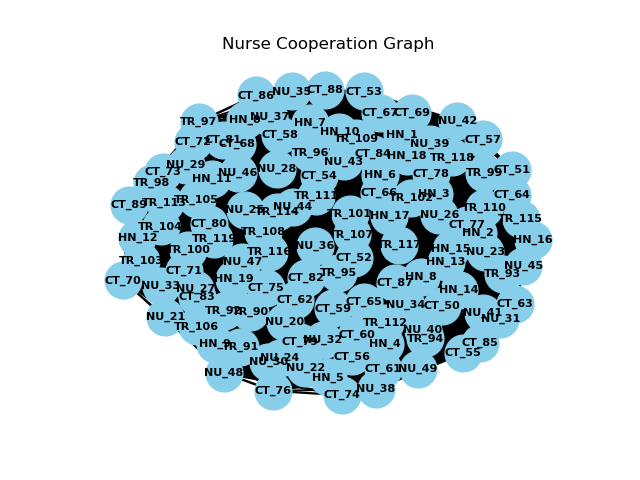 Nurse Cooperation Graph
CT_88
NU_35
CT_53
CT_86
CT_67
CT_69
HN_6
NU_37
TR_97
HN_7
NU_42
HN_10
CT_58
HN_1
TR_109
CT_57
CT_72
CT_81
CT_68
NU_39
TR_96
CT_84
HN_18
TR_118
NU_43
NU_29
NU_28
CT_51
CT_73
NU_46
TR_99
CT_54
HN_6
CT_78
HN_11
TR_98
CT_66
HN_3
CT_64
TR_111
TR_102
TR_105
TR_113
CT_89
NU_44
TR_110
NU_25
TR_114
TR_101
HN_17
NU_26
TR_115
CT_80
CT_77
TR_104
TR_108
HN_2
TR_107
HN_12
TR_119
HN_16
NU_36
TR_117
TR_100
HN_15
NU_23
TR_116
CT_52
TR_103
NU_47
HN_13
NU_45
CT_71
TR_95
TR_93
CT_70
HN_19
CT_82
HN_8
CT_87
NU_33
NU_27
CT_75
HN_14
CT_83
CT_62
CT_65
NU_34
CT_50
CT_63
CT_59
TR_90
NU_41
NU_21
NU_31
NU_20
TR_112
TR_106
NU_40
CT_60
NU_32
TR_94
HN_4
CT_85
TR_91
CT_55
CT_56
NU_24
NU_30
NU_22
CT_61
NU_49
NU_48
HN_5
NU_38
CT_76
CT_74